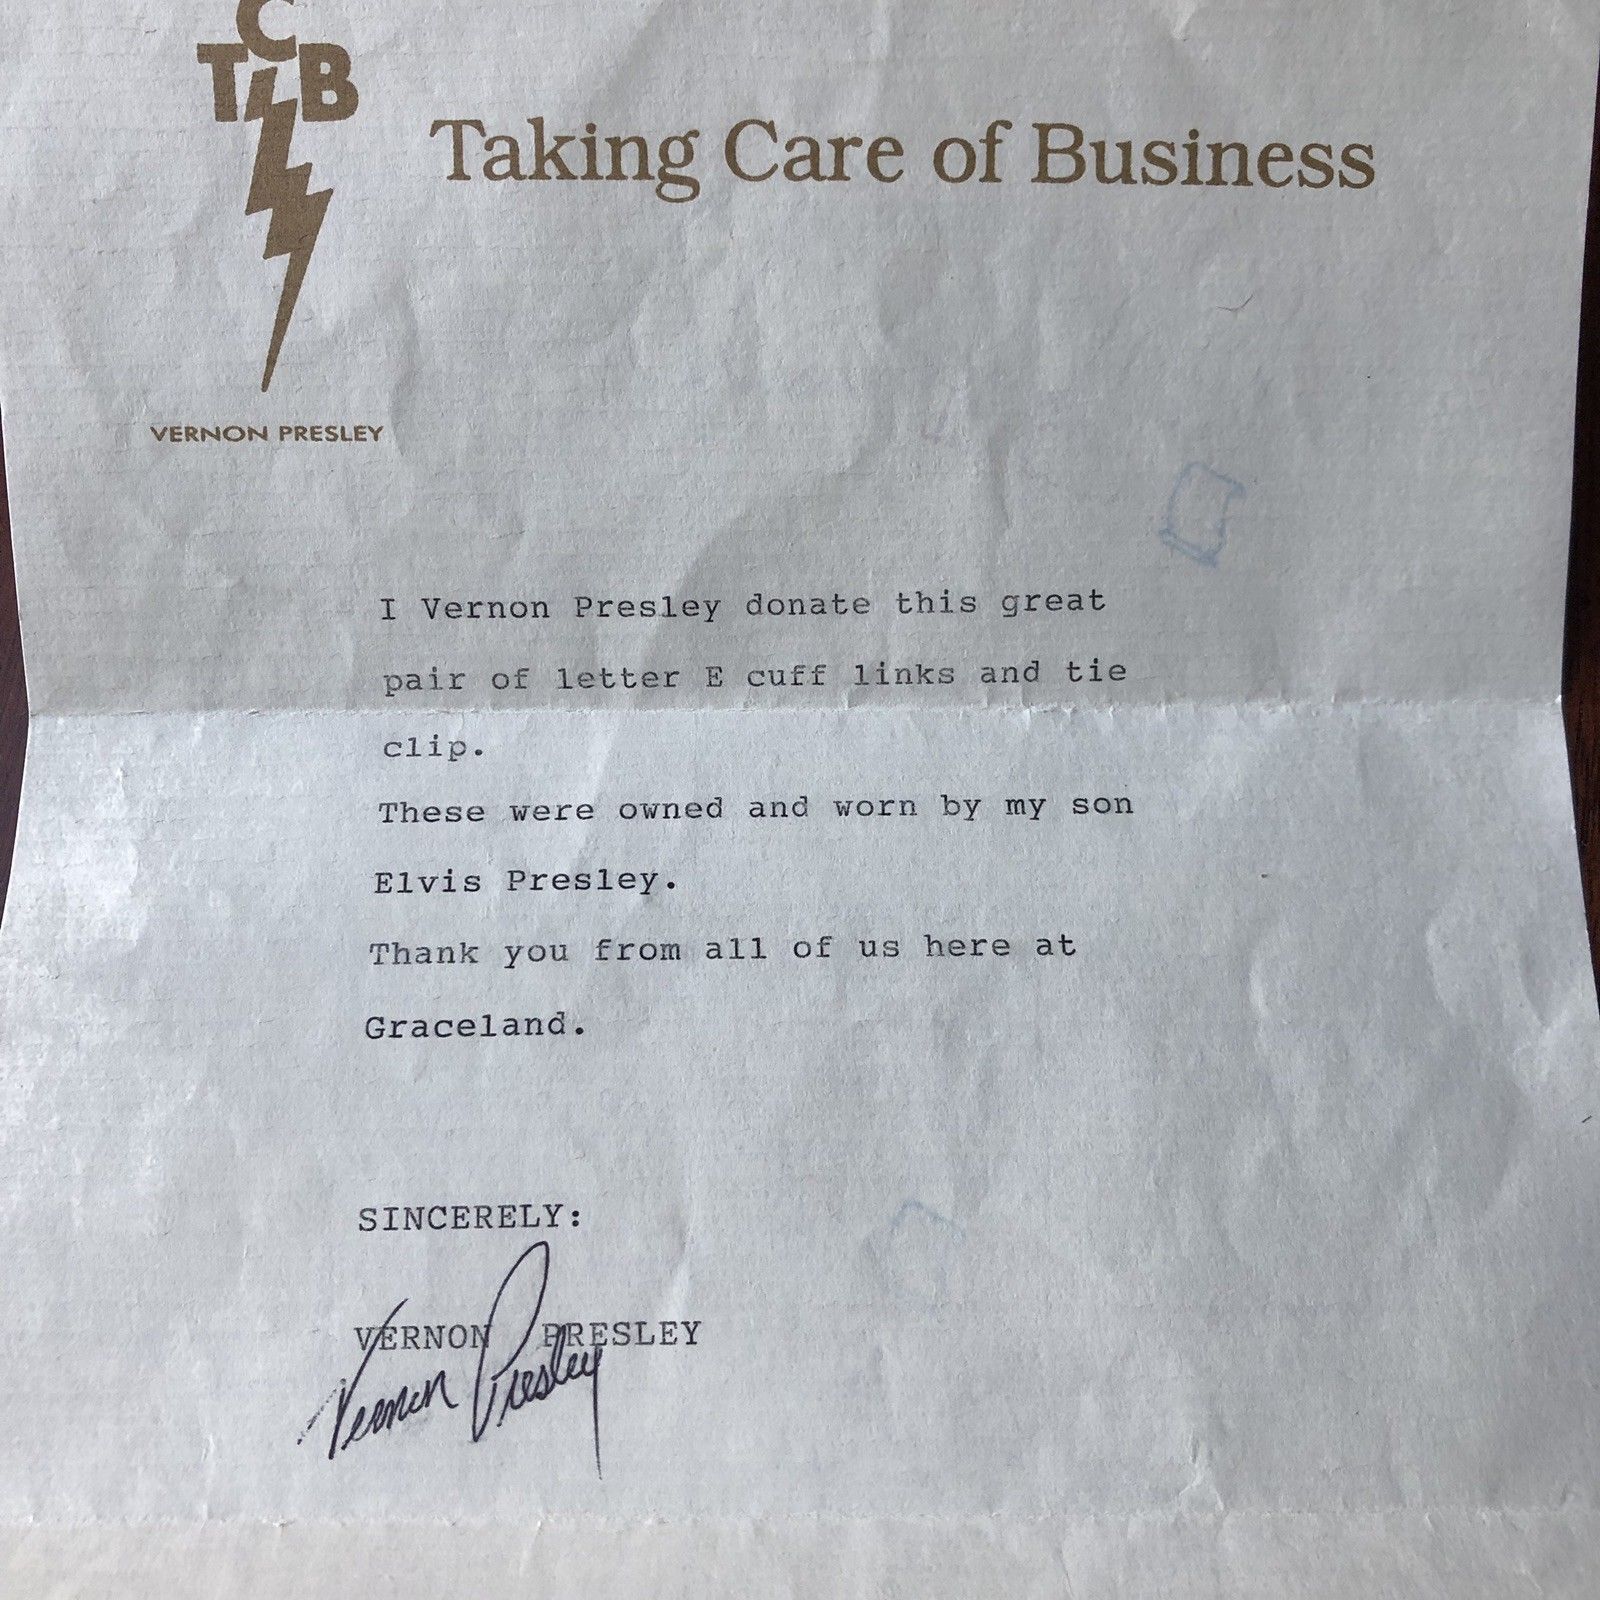 TCB
Taking Care of Business
VERNON PRESLEY
I Vernon Presley donate this great
pair of letter E cuff links and tie
clip.
These were owned and worn by my son
Elvis Presley.
Thank you from all of us here at
Graceland.
SINCERELY:
VERNON PRESLEY
Vernon Presley